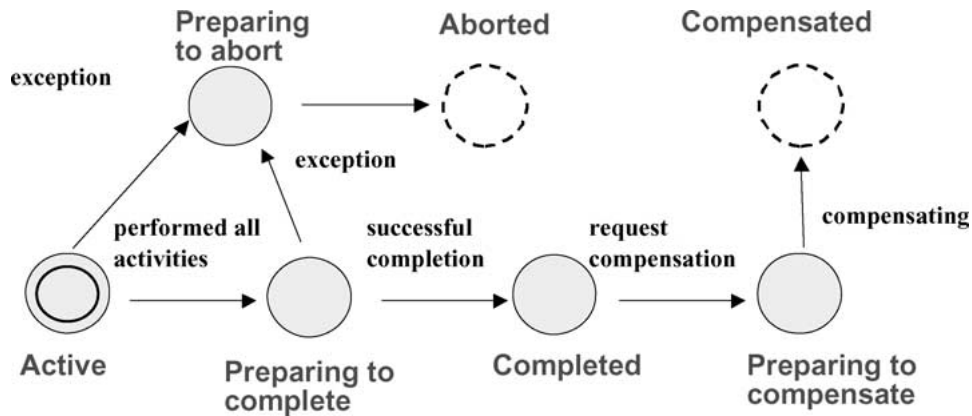 Preparing
to abort
Aborted
Compensated
exception
exception
performed all
activities
successful
completion
request
compensation
compensating
Active
Preparing to
complete
Completed
Preparing to
compensate